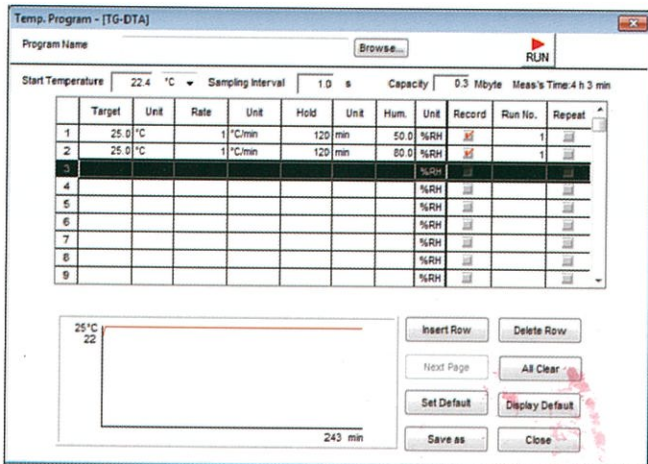 Temp. Program - [TG-DTA]
Program Name Browse... RUN
Start Temperature 22.4 °C Sampling Interval 1.0 s Capacity 0.3 Mbyte Meas's Time:4 h 3 min
Target Unit Rate Unit Hold Unit Hum. Unit Record Run No. Repeat
1 25.0 °C 1 °C/min 120 min 50.0 %RH 1
2 25.0 °C 1 °C/min 120 min 80.0 %RH 1
3 %RH
4 %RH
5 %RH
6 %RH
7 %RH
8 %RH
9 %RH
25°C
22
243 min
Insert Row Delete Row
Next Page All Clear
Set Default Display Default
Save as Close